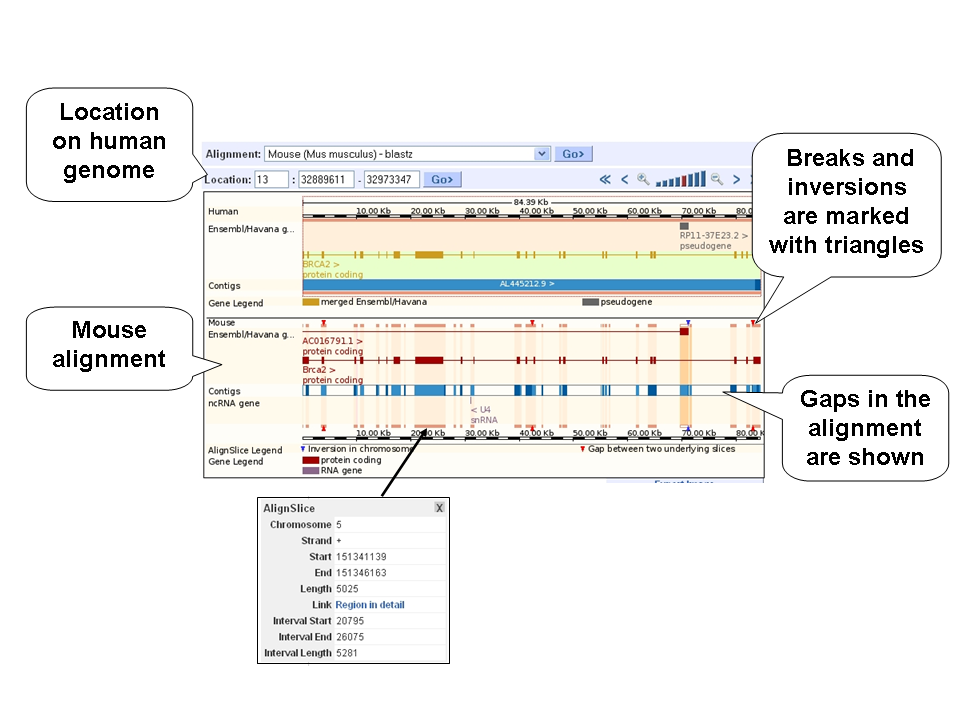 Location
on human
genome
Alignment: Mouse (Mus musculus) - blastz Go>
Location: 13 : 32889611 - 32973347 Go>
Breaks and
inversions
are marked
with triangles
84.39 Kb
Human 10.00 Kb 20.00 Kb 30.00 Kb 40.00 Kb 50.00 Kb 60.00 Kb 70.00 Kb
Ensembl/Havana g...
RP11-37E23.2 >
pseudogene
BRCA2 >
protein coding
Contigs AL445212.9 >
Gene Legend merged Ensembl/Havana pseudogene
Mouse
alignment
Mouse
Ensembl/Havana g...
AC016791.1 >
protein coding
Brca2 >
protein coding
Contigs
ncRNA gene
< U4
snRNA
10.00 Kb 20.00 Kb 30.00 Kb 40.00 Kb 50.00 Kb 60.00 Kb 70.00 Kb
AlignSlice Legend Inversion in chromosome Gap between two underlying slices
Gene Legend protein coding
RNA gene
Gaps in the
alignment
are shown
AlignSlice X
Chromosome 5
Strand +
Start 151341139
End 151346163
Length 5025
Link Region in detail
Interval Start 20795
Interval End 26075
Interval Length 5281